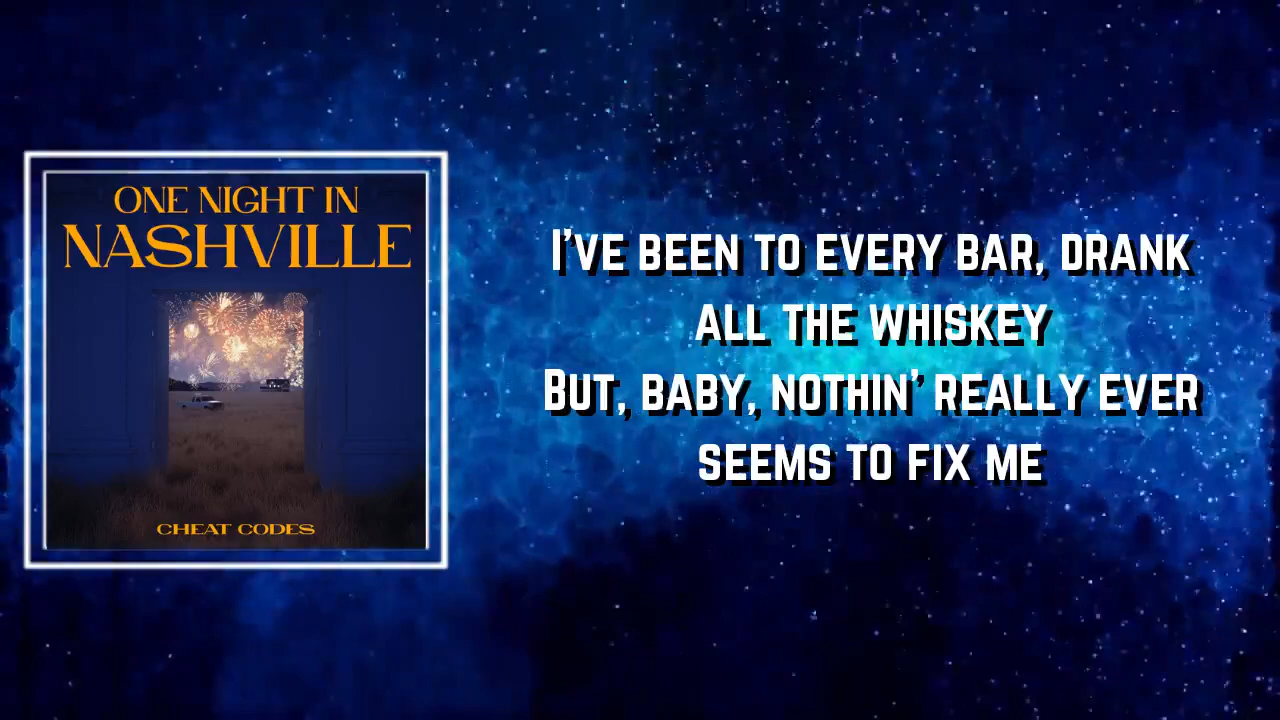 ONE NIGHT IN
NASHVILLE
CHEAT CODES
I'VE BEEN TO EVERY BAR, DRANK
ALL THE WHISKEY
BUT, BABY, NOTHIN' REALLY EVER
SEEMS TO FIX ME